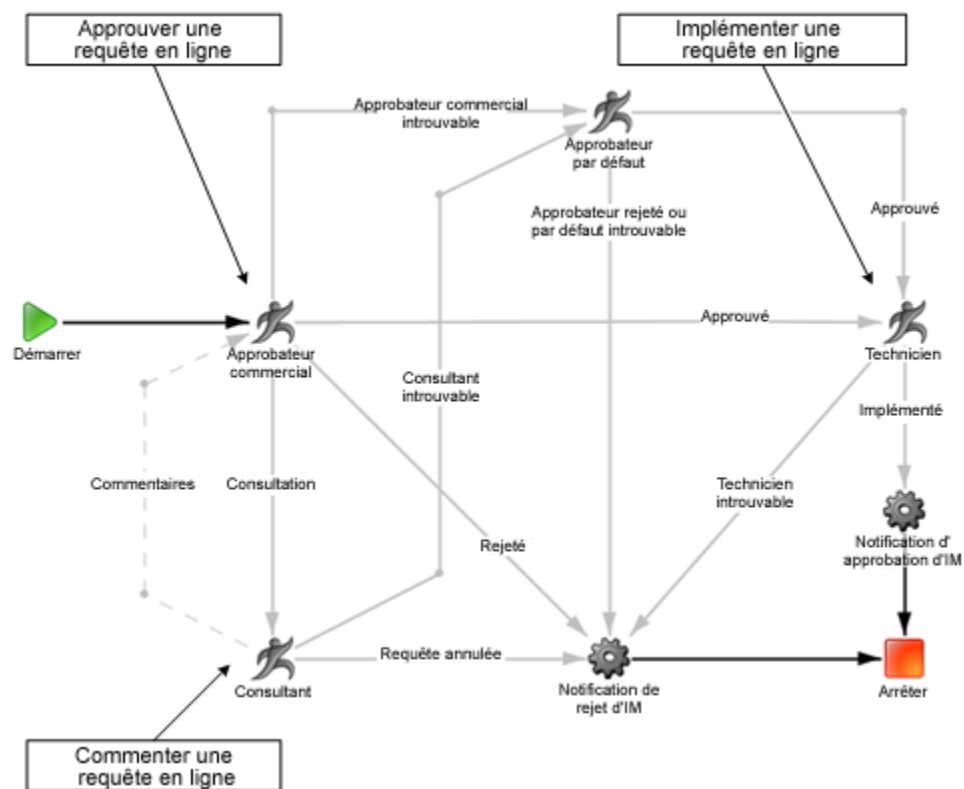 Approuver une
requête en ligne
Implémenter une
requête en ligne
Approbateur commercial
introuvable
Approbateur
par défaut
Approbateur rejeté ou
par défaut introuvable
Approuvé
Démarrer
Approbateur
commercial
Approuvé
Technicien
Consultant
introuvable
Implémenté
Commentaires
Consultation
Technicien
introuvable
Rejeté
Notification d'
approbation d'IM
Requête annulée
Consultant
Notification de
rejet d'IM
Arrêter
Commenter une
requête en ligne